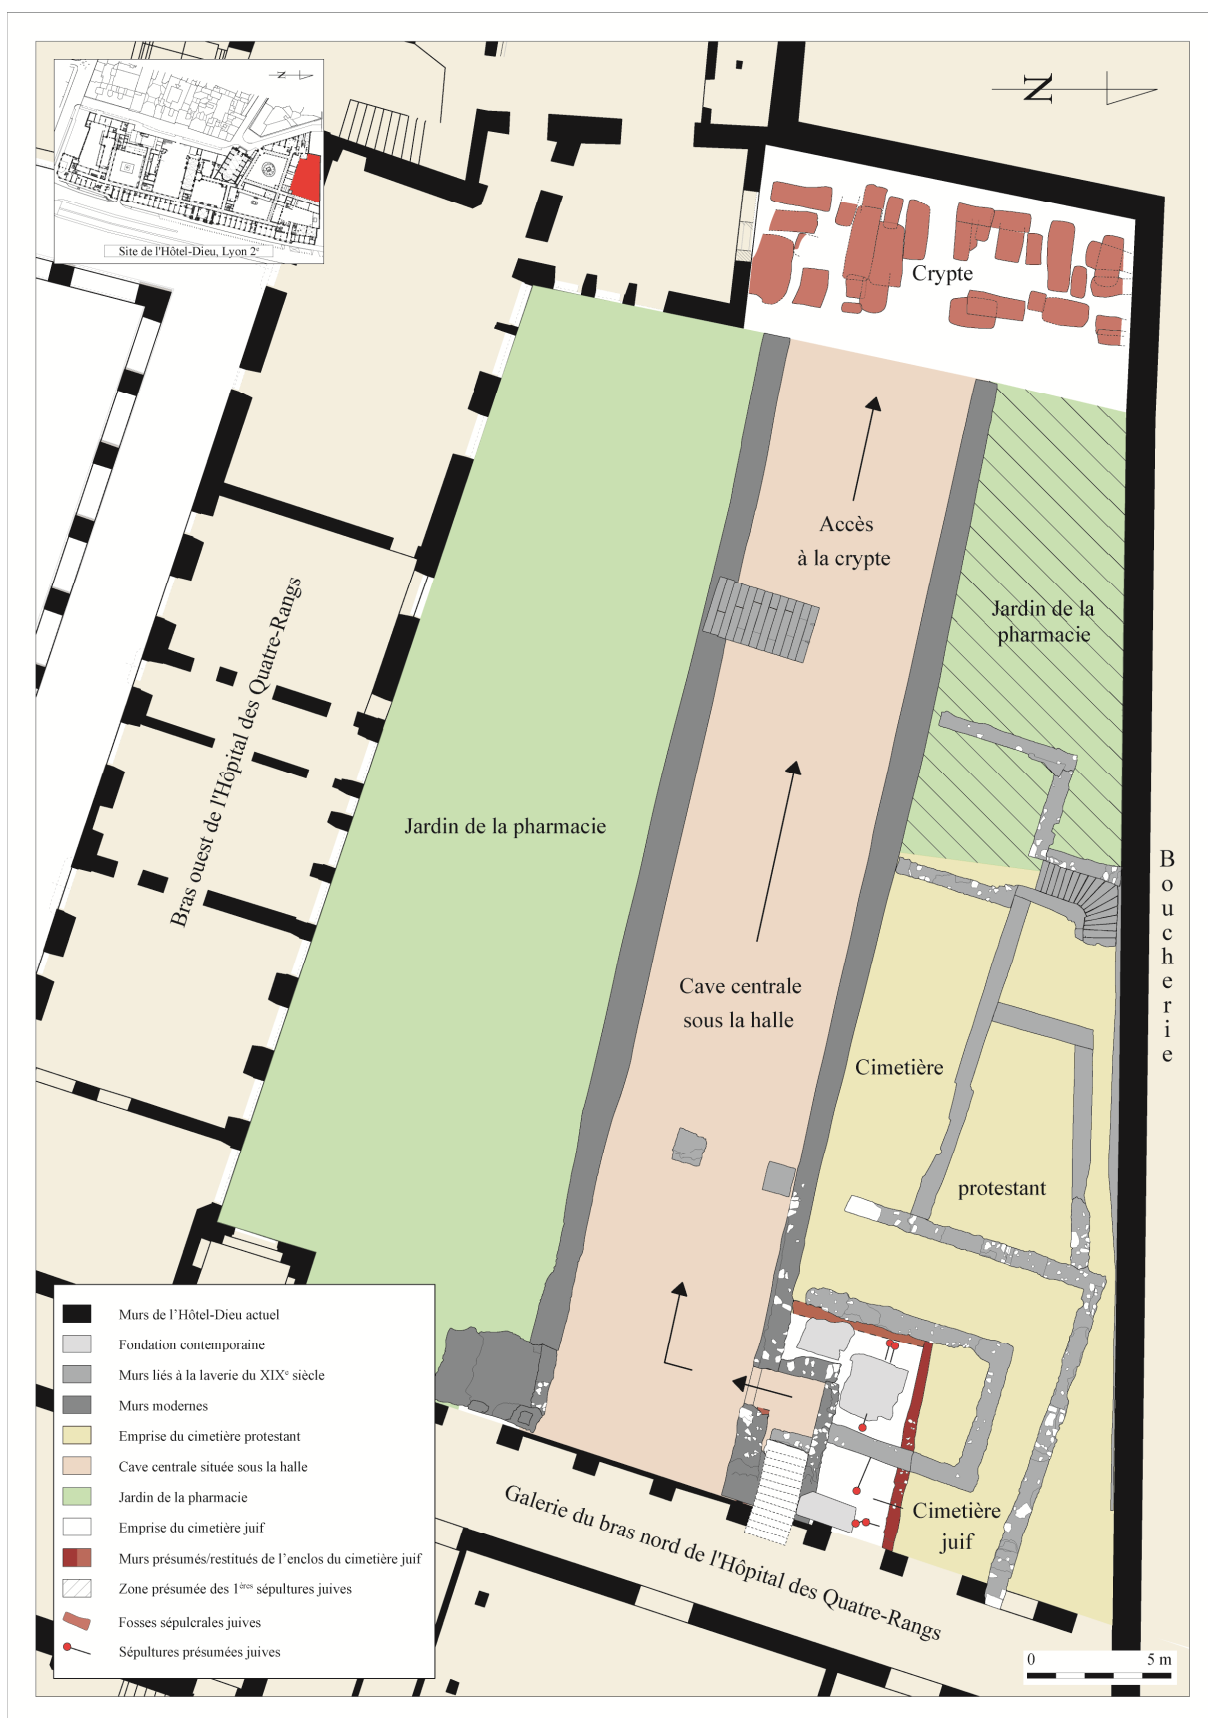 N
Site de l'Hôtel-Dieu, Lyon 2e
N
Crypte
Accès
à la crypte
Jardin de la
pharmacie
Bras ouest de l'Hôpital des Quatre-Rangs
Jardin de la pharmacie
Boucherie
Cave centrale
sous la halle
Cimetière
protestant
Cimetière
juif
Galerie du bras nord de l'Hôpital des Quatre-Rangs
Murs de l'Hôtel-Dieu actuel
Fondation contemporaine
Murs liés à la laverie du XIXe siècle
Murs modernes
Emprise du cimetière protestant
Cave centrale située sous la halle
Jardin de la pharmacie
Emprise du cimetière juif
Murs présumés/restitués de l'enclos du cimetière juif
Zone présumée des 1ères sépultures juives
Fosses sépulcrales juives
Sépultures présumées juives
0 5 m